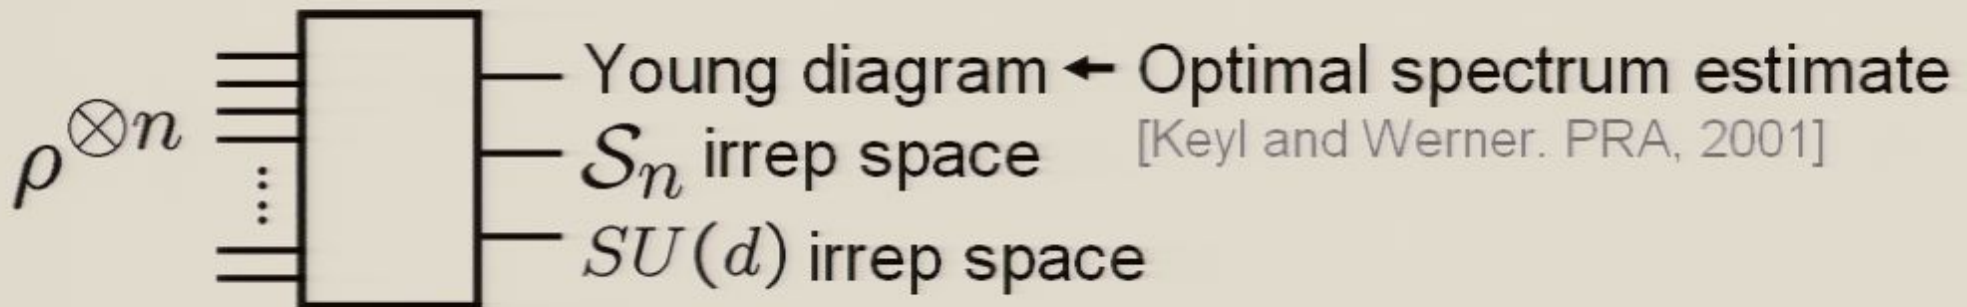 ρ^{⊗n}
Young diagram ← Optimal spectrum estimate
[Keyl and Werner. PRA, 2001]
𝒮_n irrep space
SU(d) irrep space